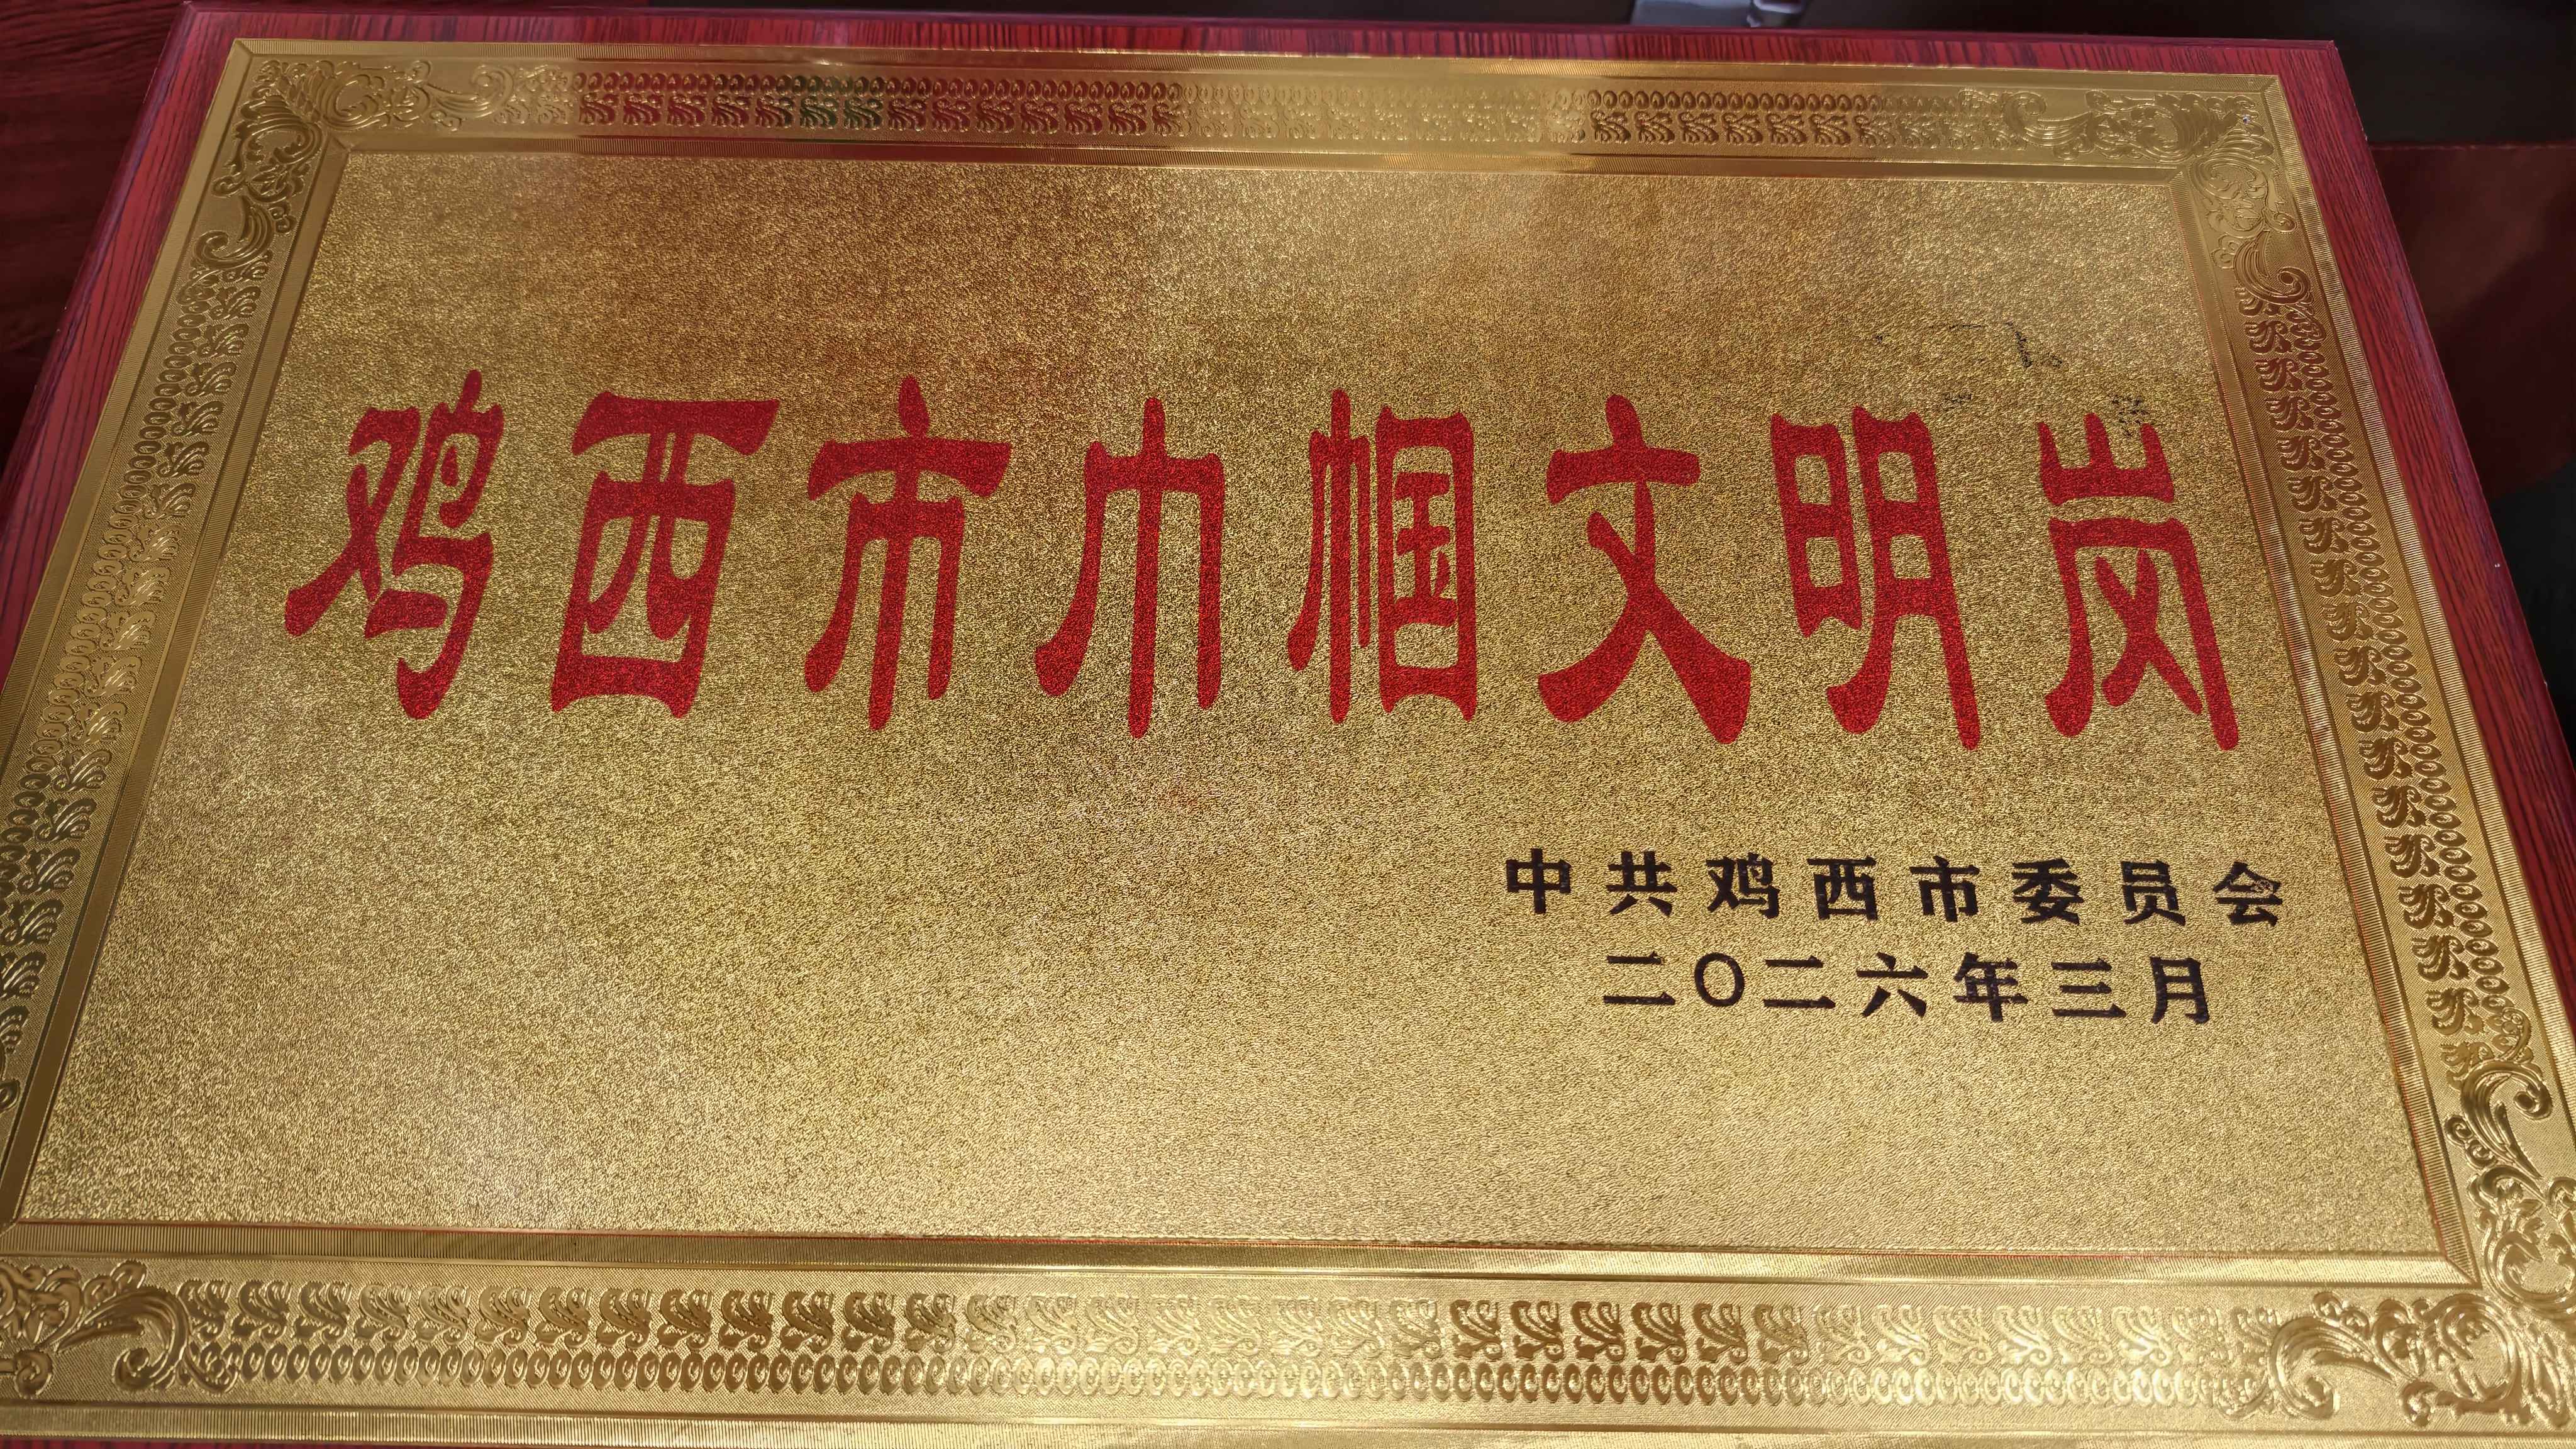 鸡西市巾帼文明岗
中共鸡西市委员会
二〇二六年三月